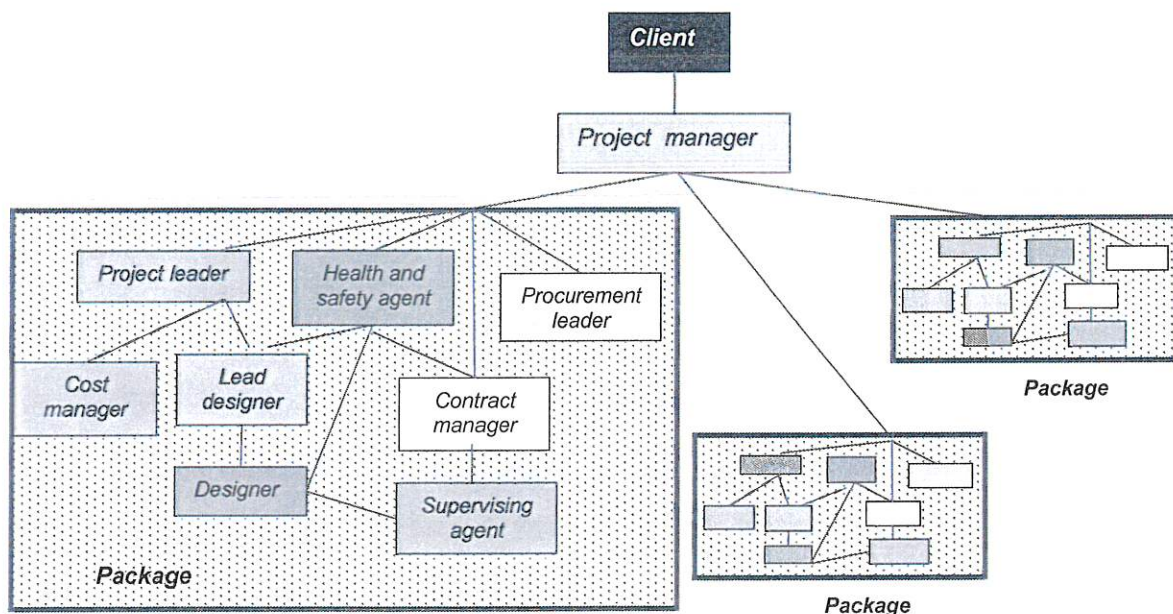 Client
Project manager
Project leader
Health and
safety agent
Procurement
leader
Cost
manager
Lead
designer
Contract
manager
Designer
Supervising
agent
Package
Package
Package